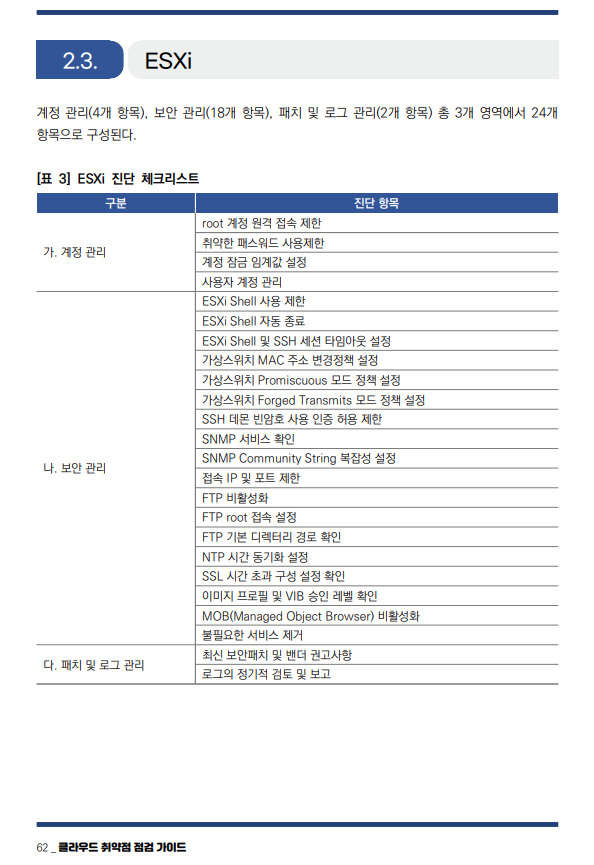 2.3. ESXi
계정 관리(4개 항목), 보안 관리(18개 항목), 패치 및 로그 관리(2개 항목) 총 3개 영역에서 24개
항목으로 구성된다.
[표 3] ESXi 진단 체크리스트
구분 진단 항목
가. 계정 관리
root 계정 원격 접속 제한
취약한 패스워드 사용제한
계정 잠금 임계값 설정
사용자 계정 관리
나. 보안 관리
ESXi Shell 사용 제한
ESXi Shell 자동 종료
ESXi Shell 및 SSH 세션 타임아웃 설정
가상스위치 MAC 주소 변경정책 설정
가상스위치 Promiscuous 모드 정책 설정
가상스위치 Forged Transmits 모드 정책 설정
SSH 데몬 빈암호 사용 인증 허용 제한
SNMP 서비스 확인
SNMP Community String 복잡성 설정
접속 IP 및 포트 제한
FTP 비활성화
FTP root 접속 설정
FTP 기본 디렉터리 경로 확인
NTP 시간 동기화 설정
SSL 시간 초과 구성 설정 확인
이미지 프로필 및 VIB 승인 레벨 확인
MOB(Managed Object Browser) 비활성화
불필요한 서비스 제거
다. 패치 및 로그 관리
최신 보안패치 및 밴더 권고사항
로그의 정기적 검토 및 보고
62 _ 클라우드 취약점 점검 가이드